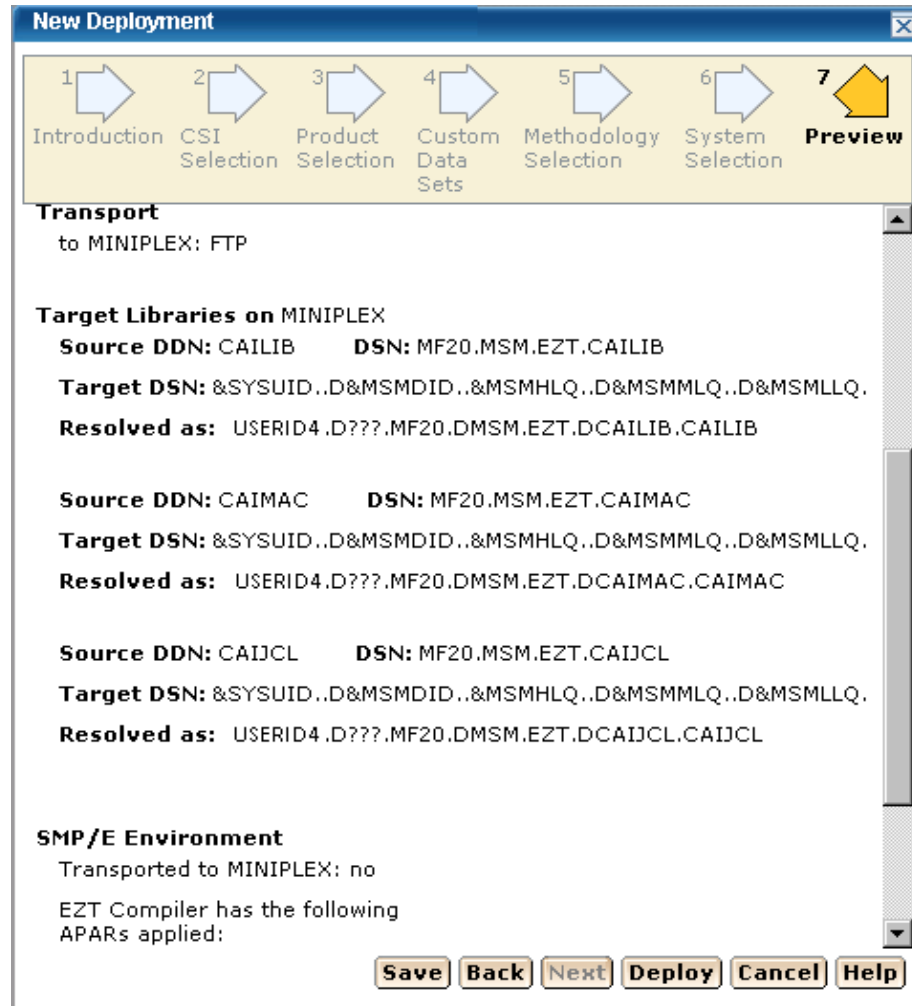 New Deployment
1 2 3 4 5 6 7
Introduction CSI Selection Product Selection Custom Data Sets Methodology Selection System Selection Preview
Transport
to MINIPLEX: FTP
Target Libraries on MINIPLEX
Source DDN: CAILIB DSN: MF20.MSM.EZT.CAILIB
Target DSN: &SYSUID..D&MSMDID..&MSMHLQ..D&MSMMLQ..D&MSMLLQ.
Resolved as: USERID4.D???.MF20.DMSM.EZT.DCAILIB.CAILIB
Source DDN: CAIMAC DSN: MF20.MSM.EZT.CAIMAC
Target DSN: &SYSUID..D&MSMDID..&MSMHLQ..D&MSMMLQ..D&MSMLLQ.
Resolved as: USERID4.D???.MF20.DMSM.EZT.DCAIMAC.CAIMAC
Source DDN: CAIJCL DSN: MF20.MSM.EZT.CAIJCL
Target DSN: &SYSUID..D&MSMDID..&MSMHLQ..D&MSMMLQ..D&MSMLLQ.
Resolved as: USERID4.D???.MF20.DMSM.EZT.DCAIJCL.CAIJCL
SMP/E Environment
Transported to MINIPLEX: no
EZT Compiler has the following
APARs applied:
Save Back Next Deploy Cancel Help